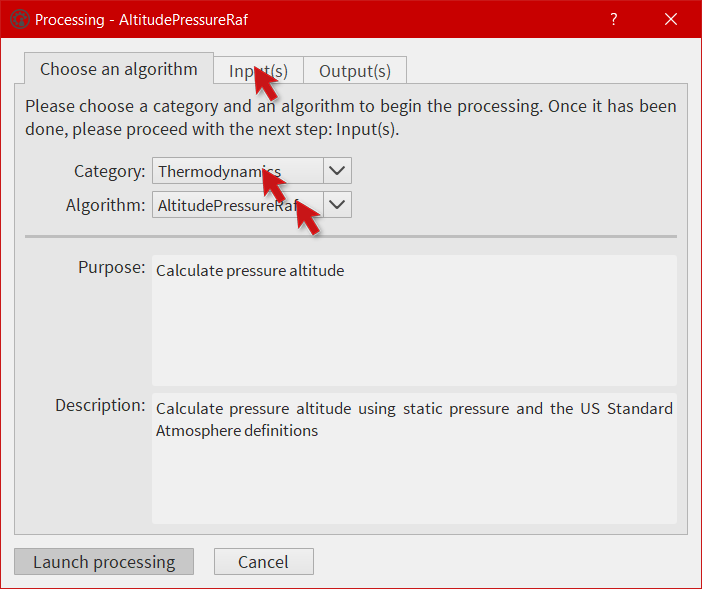 Processing - AltitudePressureRaf
Choose an algorithm Input(s) Output(s)
Please choose a category and an algorithm to begin the processing. Once it has been
done, please proceed with the next step: Input(s).
Category: Thermodynamics
Algorithm: AltitudePressureRaf
Purpose: Calculate pressure altitude
Description: Calculate pressure altitude using static pressure and the US Standard
Atmosphere definitions
Launch processing Cancel